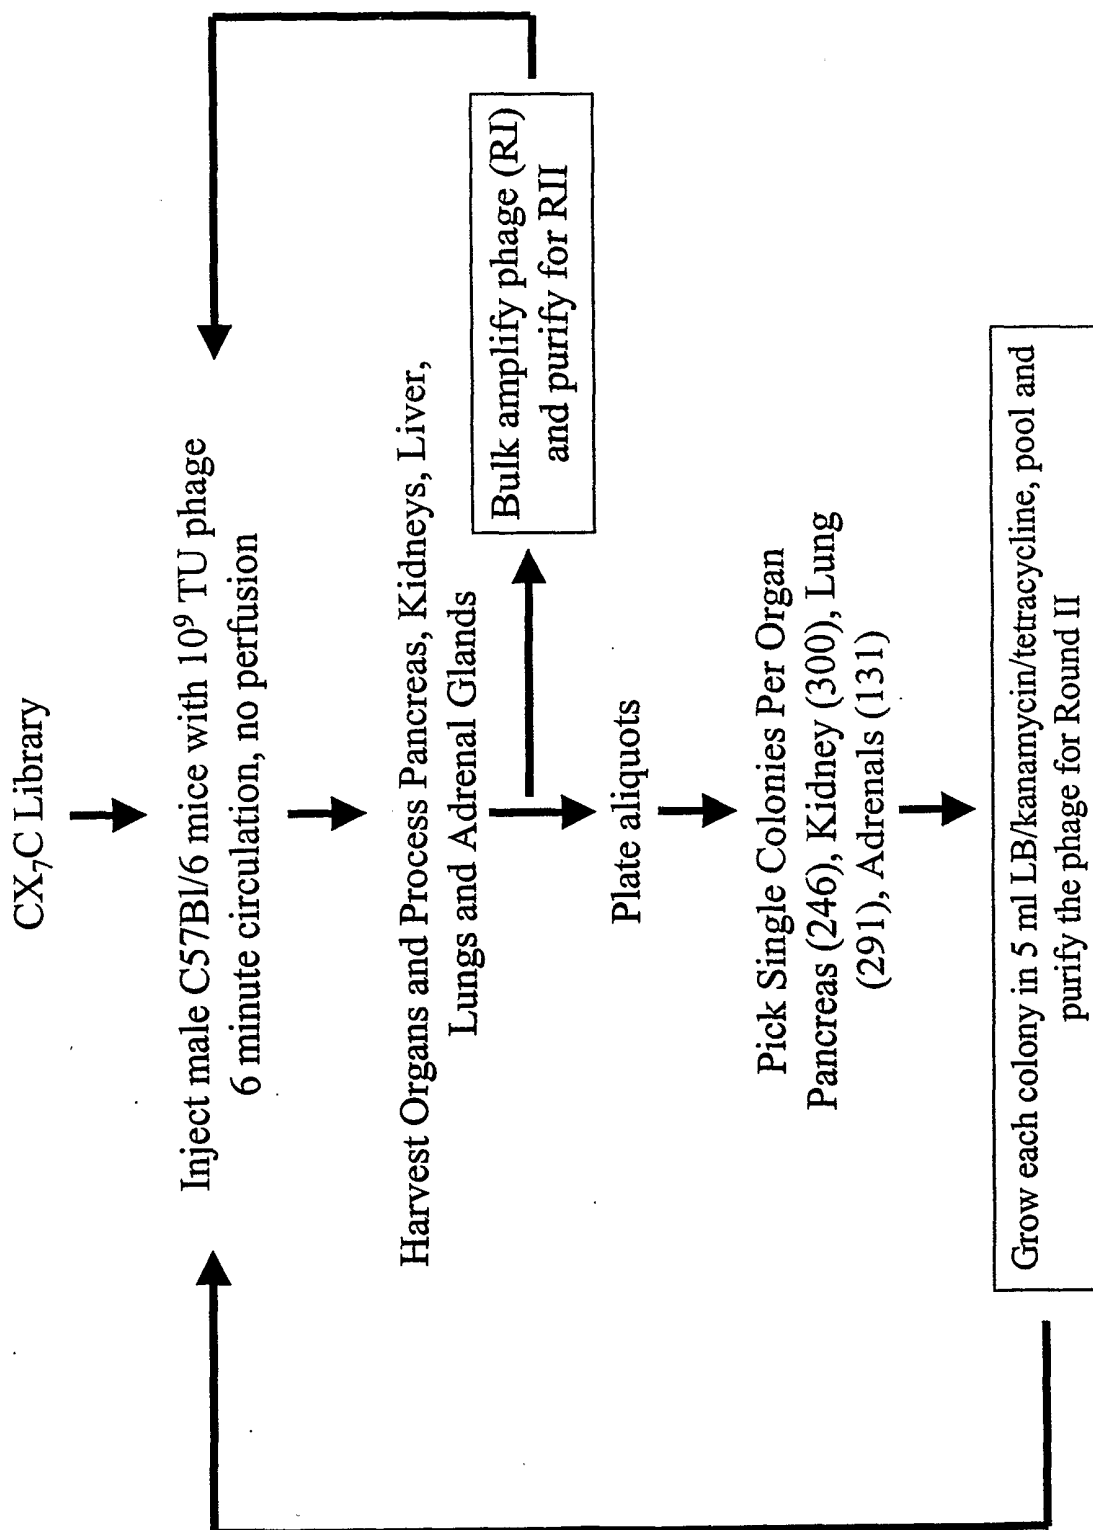 CX₇C Library
Inject male C57Bl/6 mice with 10⁹ TU phage
6 minute circulation, no perfusion
Harvest Organs and Process Pancreas, Kidneys, Liver,
Lungs and Adrenal Glands
Bulk amplify phage (RI)
and purify for RII
Plate aliquots
Pick Single Colonies Per Organ
Pancreas (246), Kidney (300), Lung
(291), Adrenals (131)
Grow each colony in 5 ml LB/kanamycin/tetracycline, pool and
purify the phage for Round II